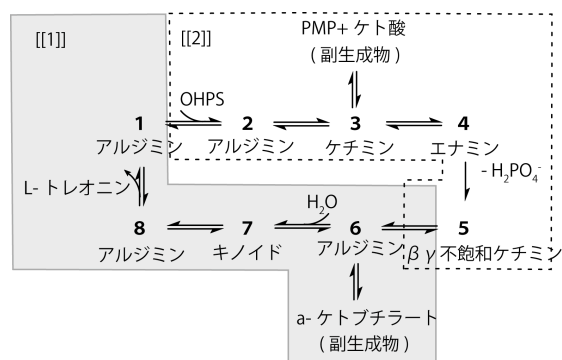 [[1]]
[[2]]
PMP+ ケト酸
( 副生成物 )
OHPS
1
2
3
4
アルジミン
アルジミン
ケチミン
エナミン
- H2PO4-
L- トレオニン
H2O
8
7
6
5
アルジミン
キノイド
アルジミン
β γ 不飽和ケチミン
a- ケトブチラート
( 副生成物 )